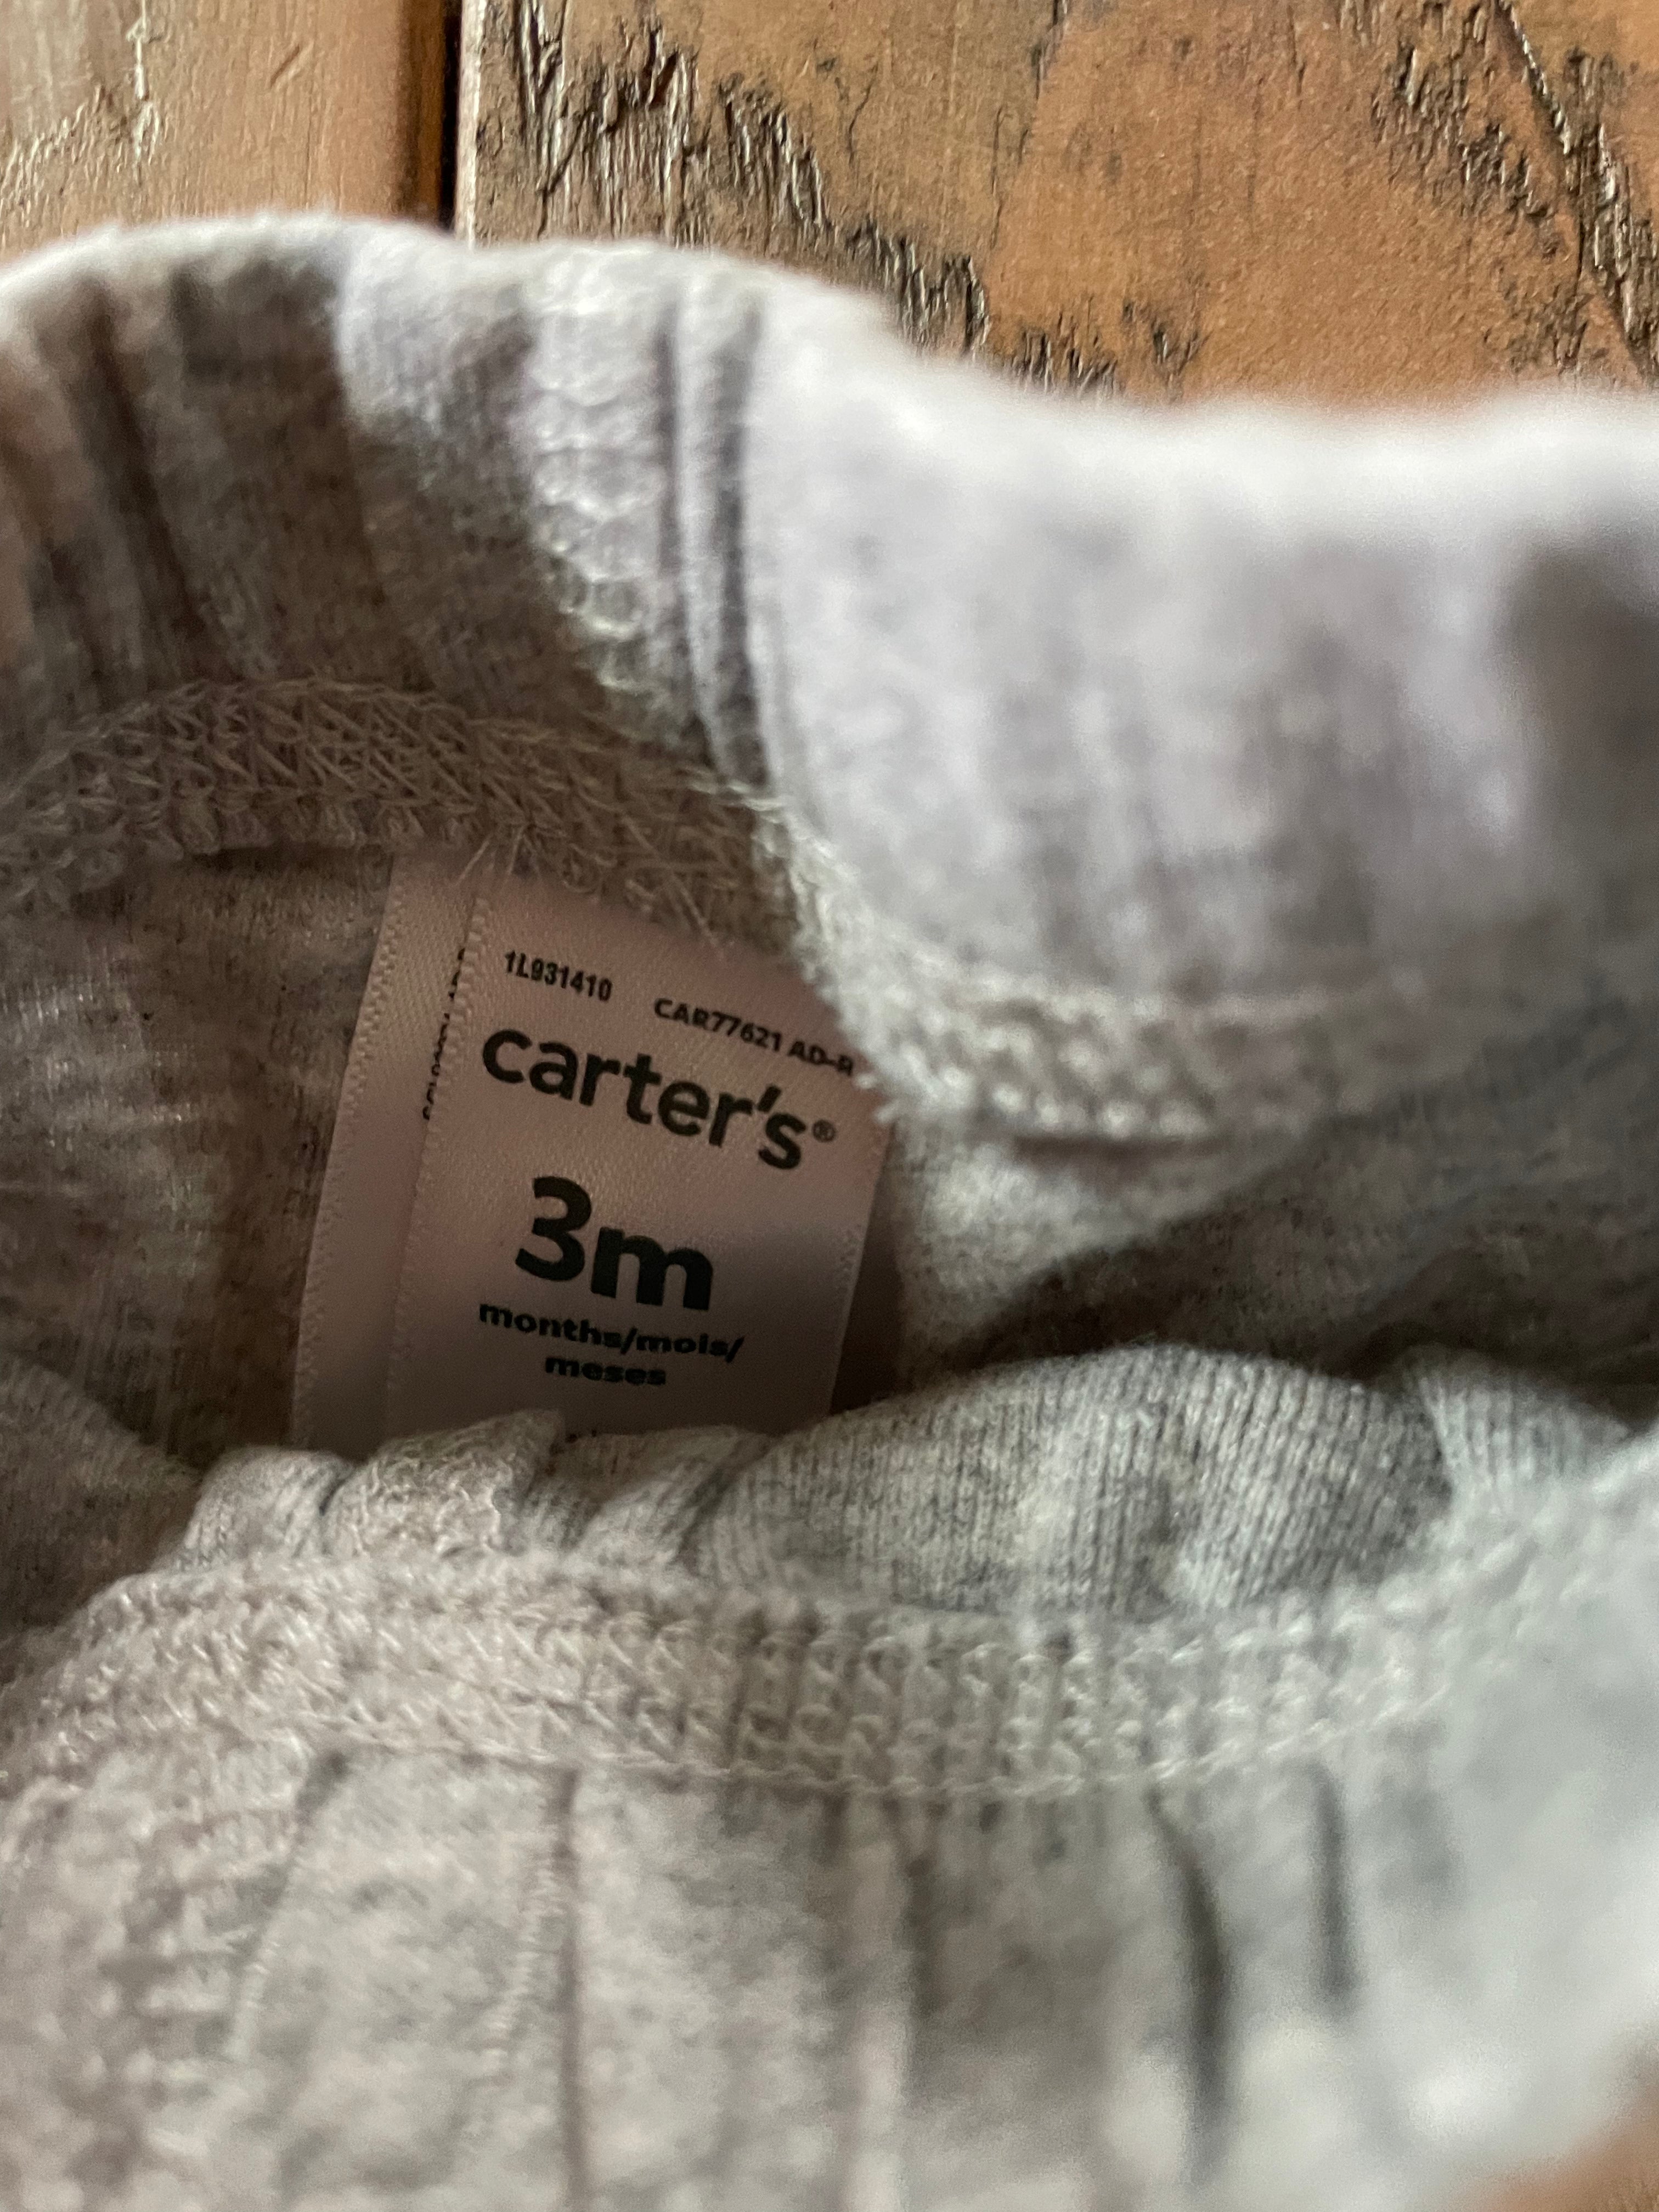 1L931410 CAR77621 AD-R
carter's®
3m
months/mois/
meses